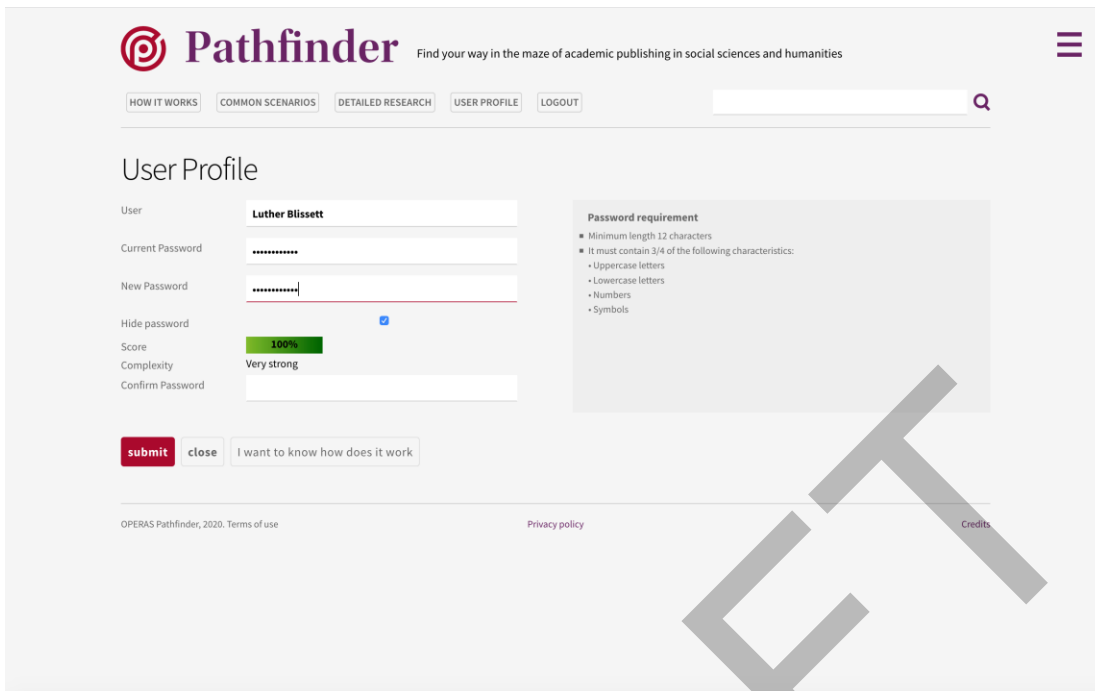 Pathfinder Find your way in the maze of academic publishing in social sciences and humanities
HOW IT WORKS COMMON SCENARIOS DETAILED RESEARCH USER PROFILE LOGOUT
User Profile
User Luther Blissett
Current Password ••••••••••••
New Password ••••••••••••
Hide password
Score 100%
Complexity Very strong
Confirm Password
Password requirement
▪ Minimum length 12 characters
▪ It must contain 3/4 of the following characteristics:
• Uppercase letters
• Lowercase letters
• Numbers
• Symbols
submit close I want to know how does it work
OPERAS Pathfinder, 2020. Terms of use Privacy policy Credits